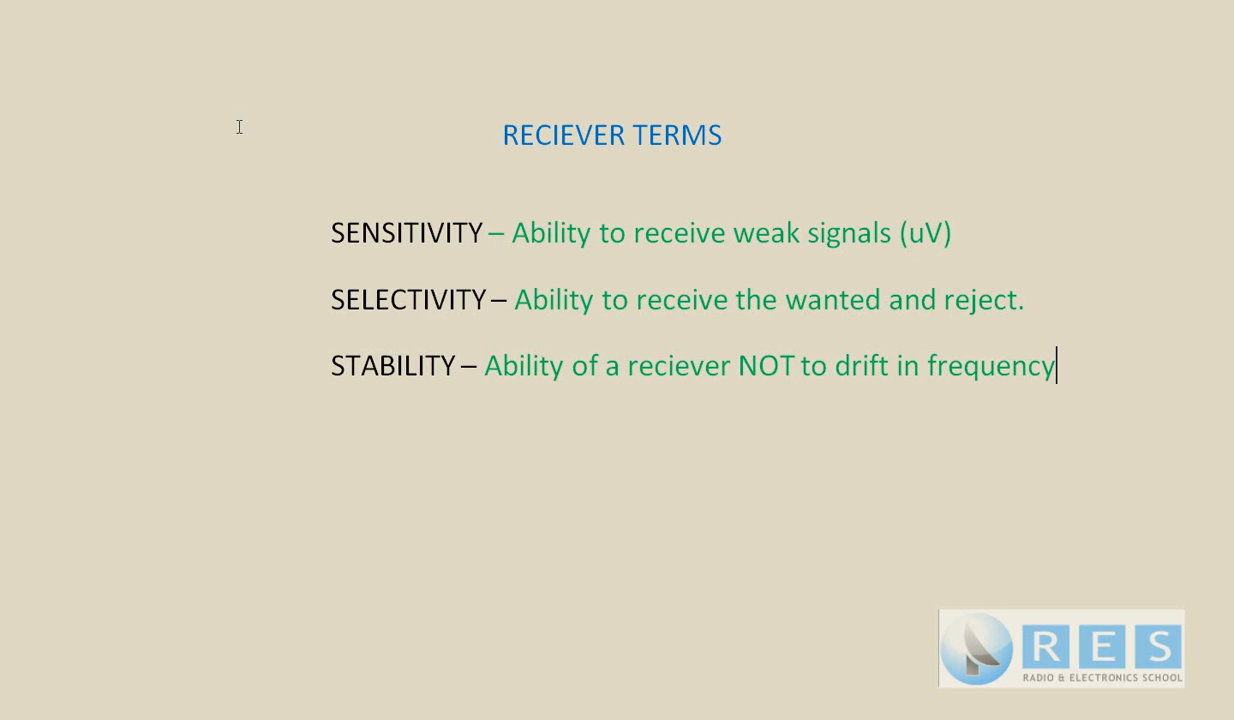 RECIEVER TERMS
SENSITIVITY – Ability to receive weak signals (uV)
SELECTIVITY – Ability to receive the wanted and reject.
STABILITY – Ability of a reciever NOT to drift in frequency
RES
RADIO & ELECTRONICS SCHOOL